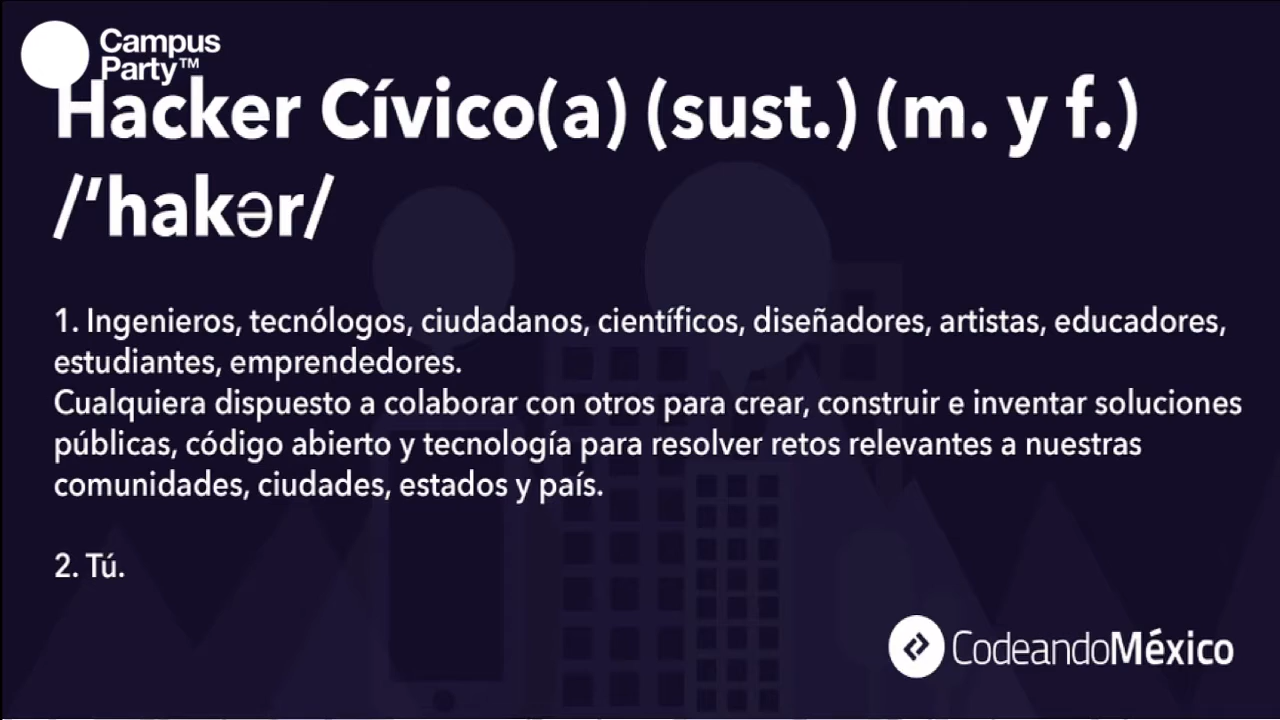 Campus
Party™
Hacker Cívico(a) (sust.) (m. y f.)
/’hakər/
1. Ingenieros, tecnólogos, ciudadanos, científicos, diseñadores, artistas, educadores,
estudiantes, emprendedores.
Cualquiera dispuesto a colaborar con otros para crear, construir e inventar soluciones
públicas, código abierto y tecnología para resolver retos relevantes a nuestras
comunidades, ciudades, estados y país.
2. Tú.
CodeandoMéxico